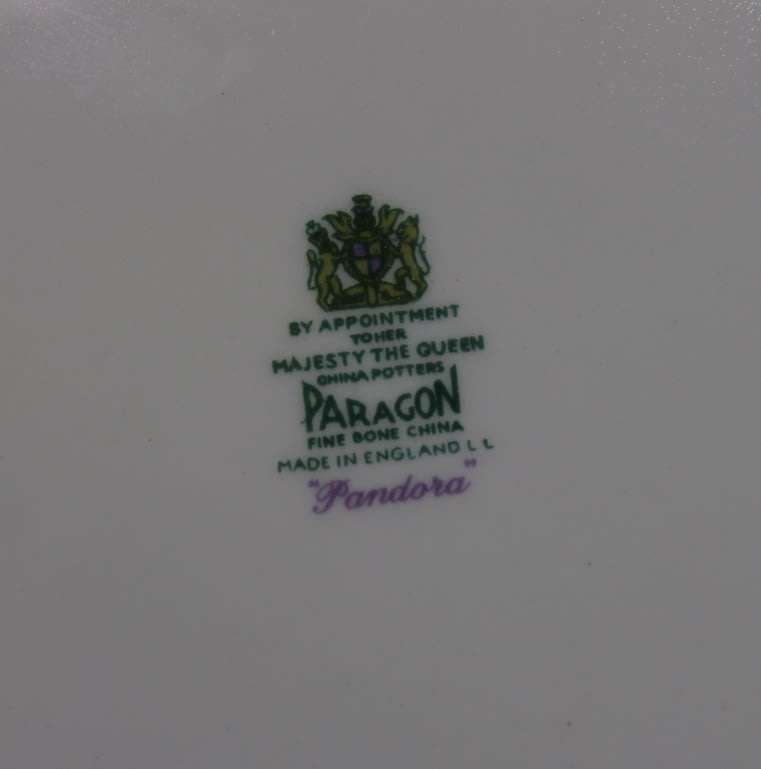 BY APPOINTMENT
TO HER
MAJESTY THE QUEEN
CHINA POTTERS
PARAGON
FINE BONE CHINA
MADE IN ENGLAND L L
"Pandora"